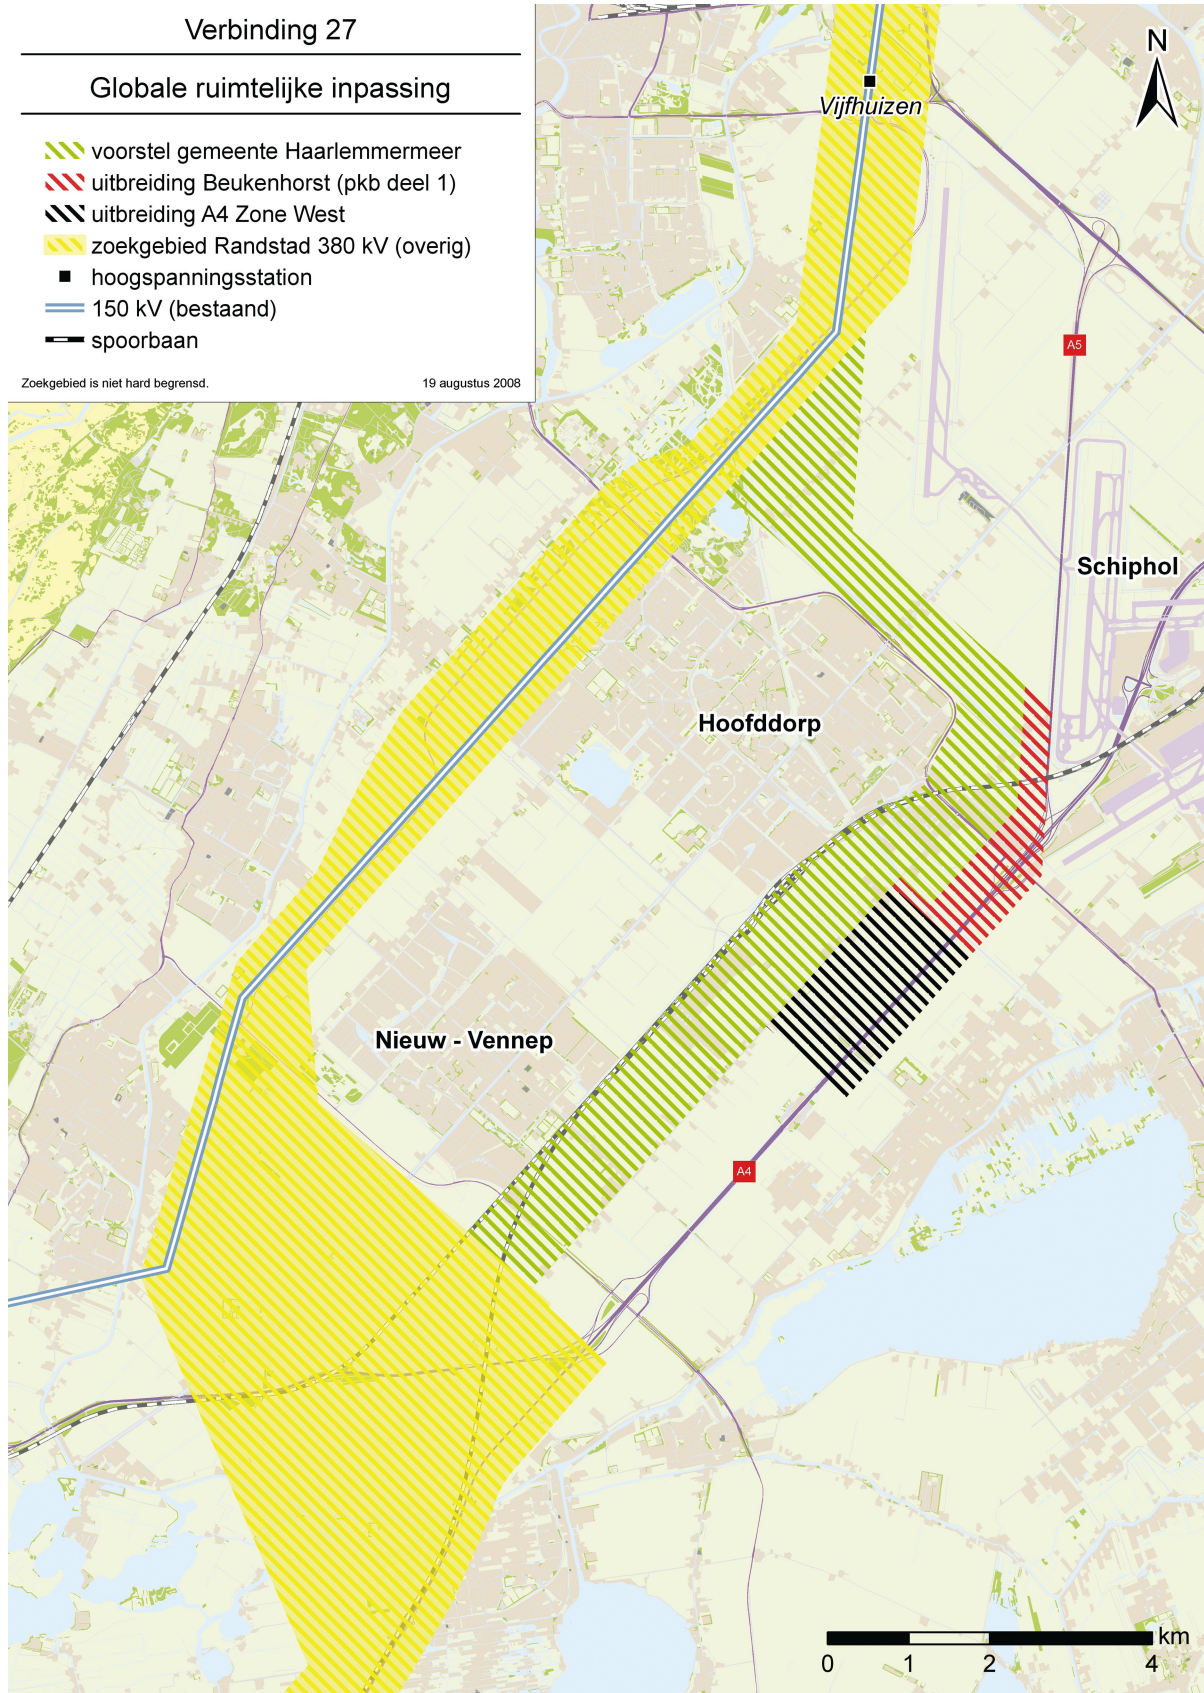 Verbinding 27
Globale ruimtelijke inpassing
voorstel gemeente Haarlemmermeer
uitbreiding Beukenhorst (pkb deel 1)
uitbreiding A4 Zone West
zoekgebied Randstad 380 kV (overig)
hoogspanningsstation
150 kV (bestaand)
spoorbaan
Zoekgebied is niet hard begrensd.
19 augustus 2008
N
Vijfhuizen
A5
Schiphol
Hoofddorp
Nieuw - Vennep
A4
km
0 1 2 4